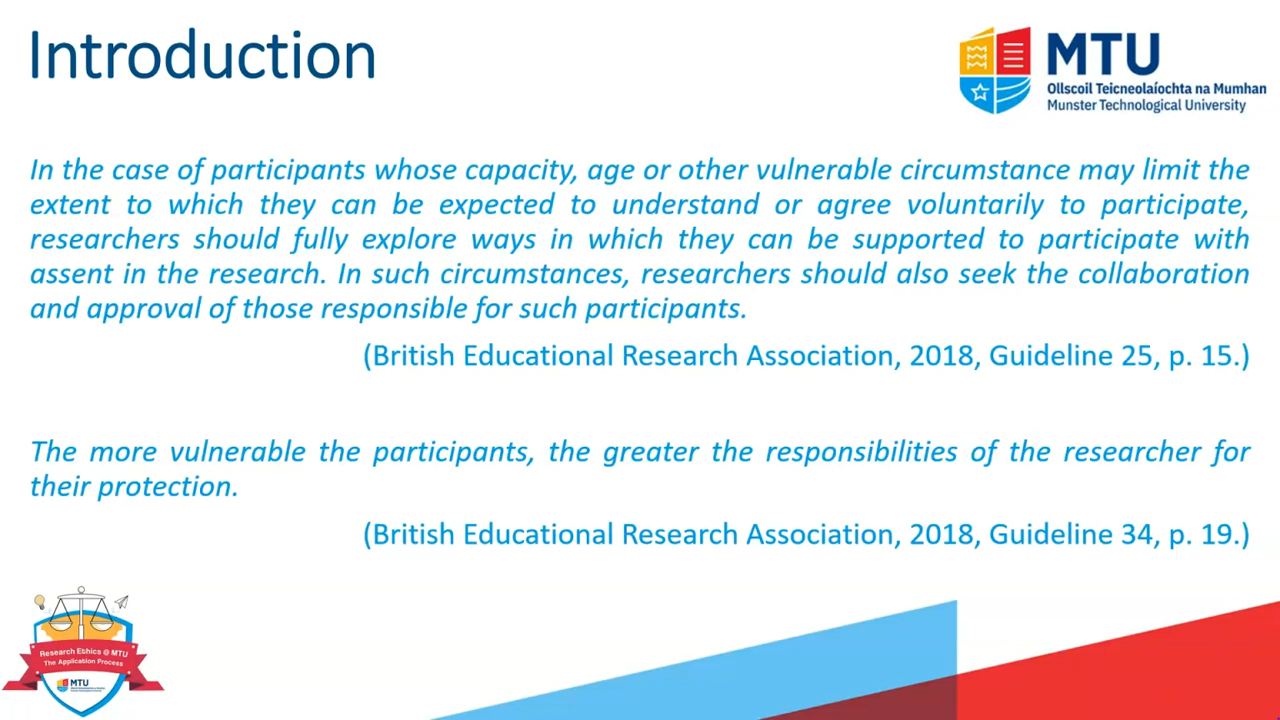 Introduction
MTU
Ollscoil Teicneolaíochta na Mumhan
Munster Technological University
In the case of participants whose capacity, age or other vulnerable circumstance may limit the
extent to which they can be expected to understand or agree voluntarily to participate,
researchers should fully explore ways in which they can be supported to participate with
assent in the research. In such circumstances, researchers should also seek the collaboration
and approval of those responsible for such participants.
(British Educational Research Association, 2018, Guideline 25, p. 15.)
The more vulnerable the participants, the greater the responsibilities of the researcher for
their protection.
(British Educational Research Association, 2018, Guideline 34, p. 19.)
Research Ethics @ MTU
The Application Process
MTU